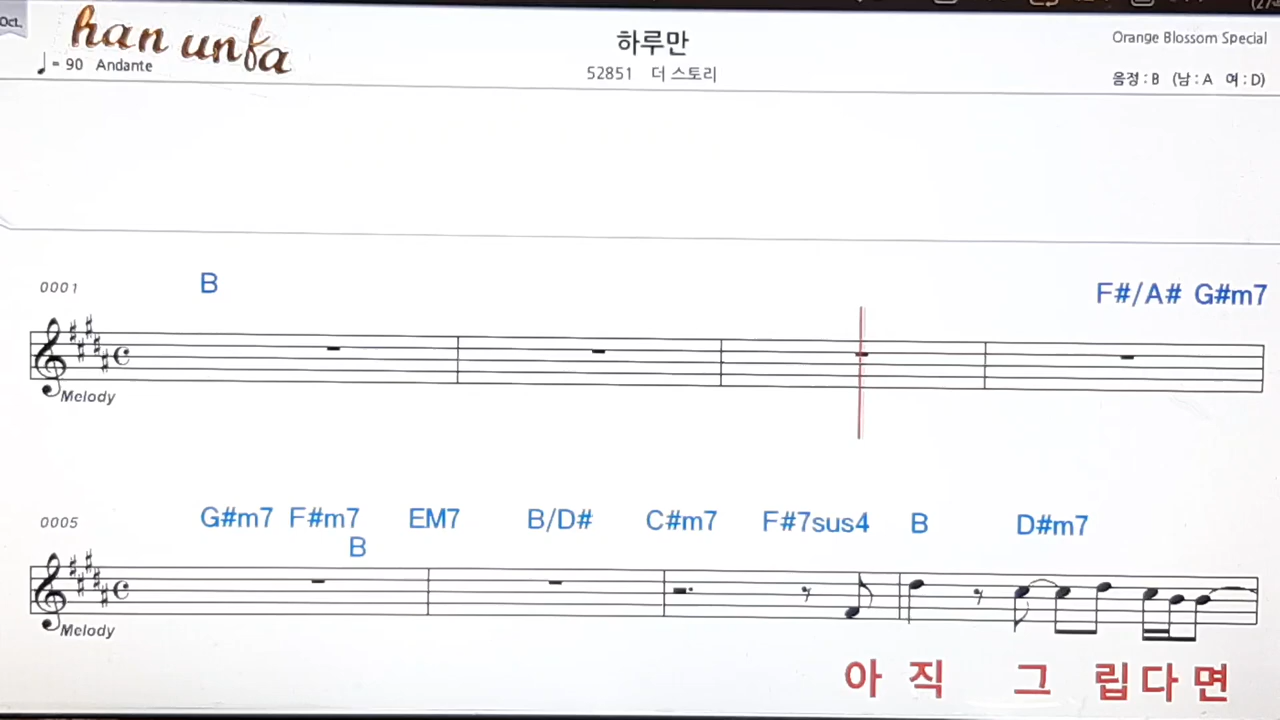 Oct.
han unfa
하루만
Orange Blossom Special
♩ = 90 Andante
52851 더 스토리
음정 : B (남 : A 여 : D)
0001
B
F#/A# G#m7
Melody
0005
G#m7 F#m7 EM7 B/D# C#m7 F#7sus4 B D#m7
B
Melody
아 직 그 립 다 면